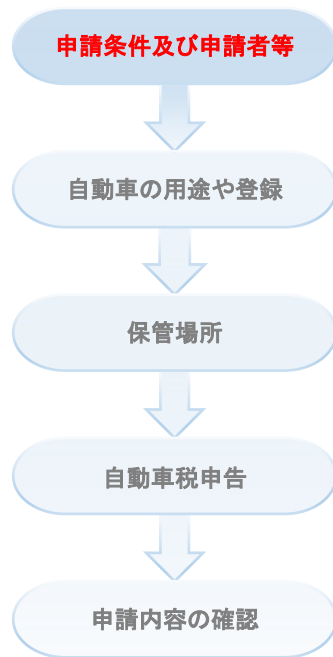 申請条件及び申請者等
自動車の用途や登録
保管場所
自動車税申告
申請内容の確認